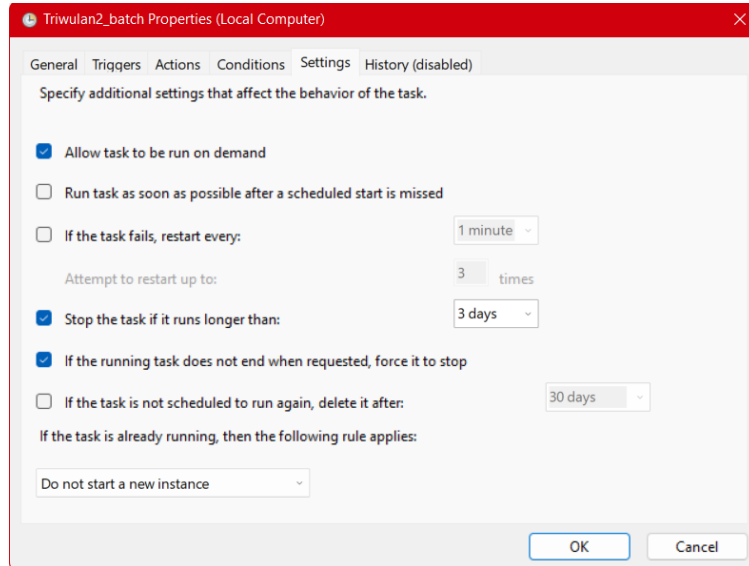 Triwulan2_batch Properties (Local Computer)
General Triggers Actions Conditions Settings History (disabled)
Specify additional settings that affect the behavior of the task.
Allow task to be run on demand
Run task as soon as possible after a scheduled start is missed
If the task fails, restart every: 1 minute
Attempt to restart up to: 3 times
Stop the task if it runs longer than: 3 days
If the running task does not end when requested, force it to stop
If the task is not scheduled to run again, delete it after: 30 days
If the task is already running, then the following rule applies:
Do not start a new instance
OK Cancel